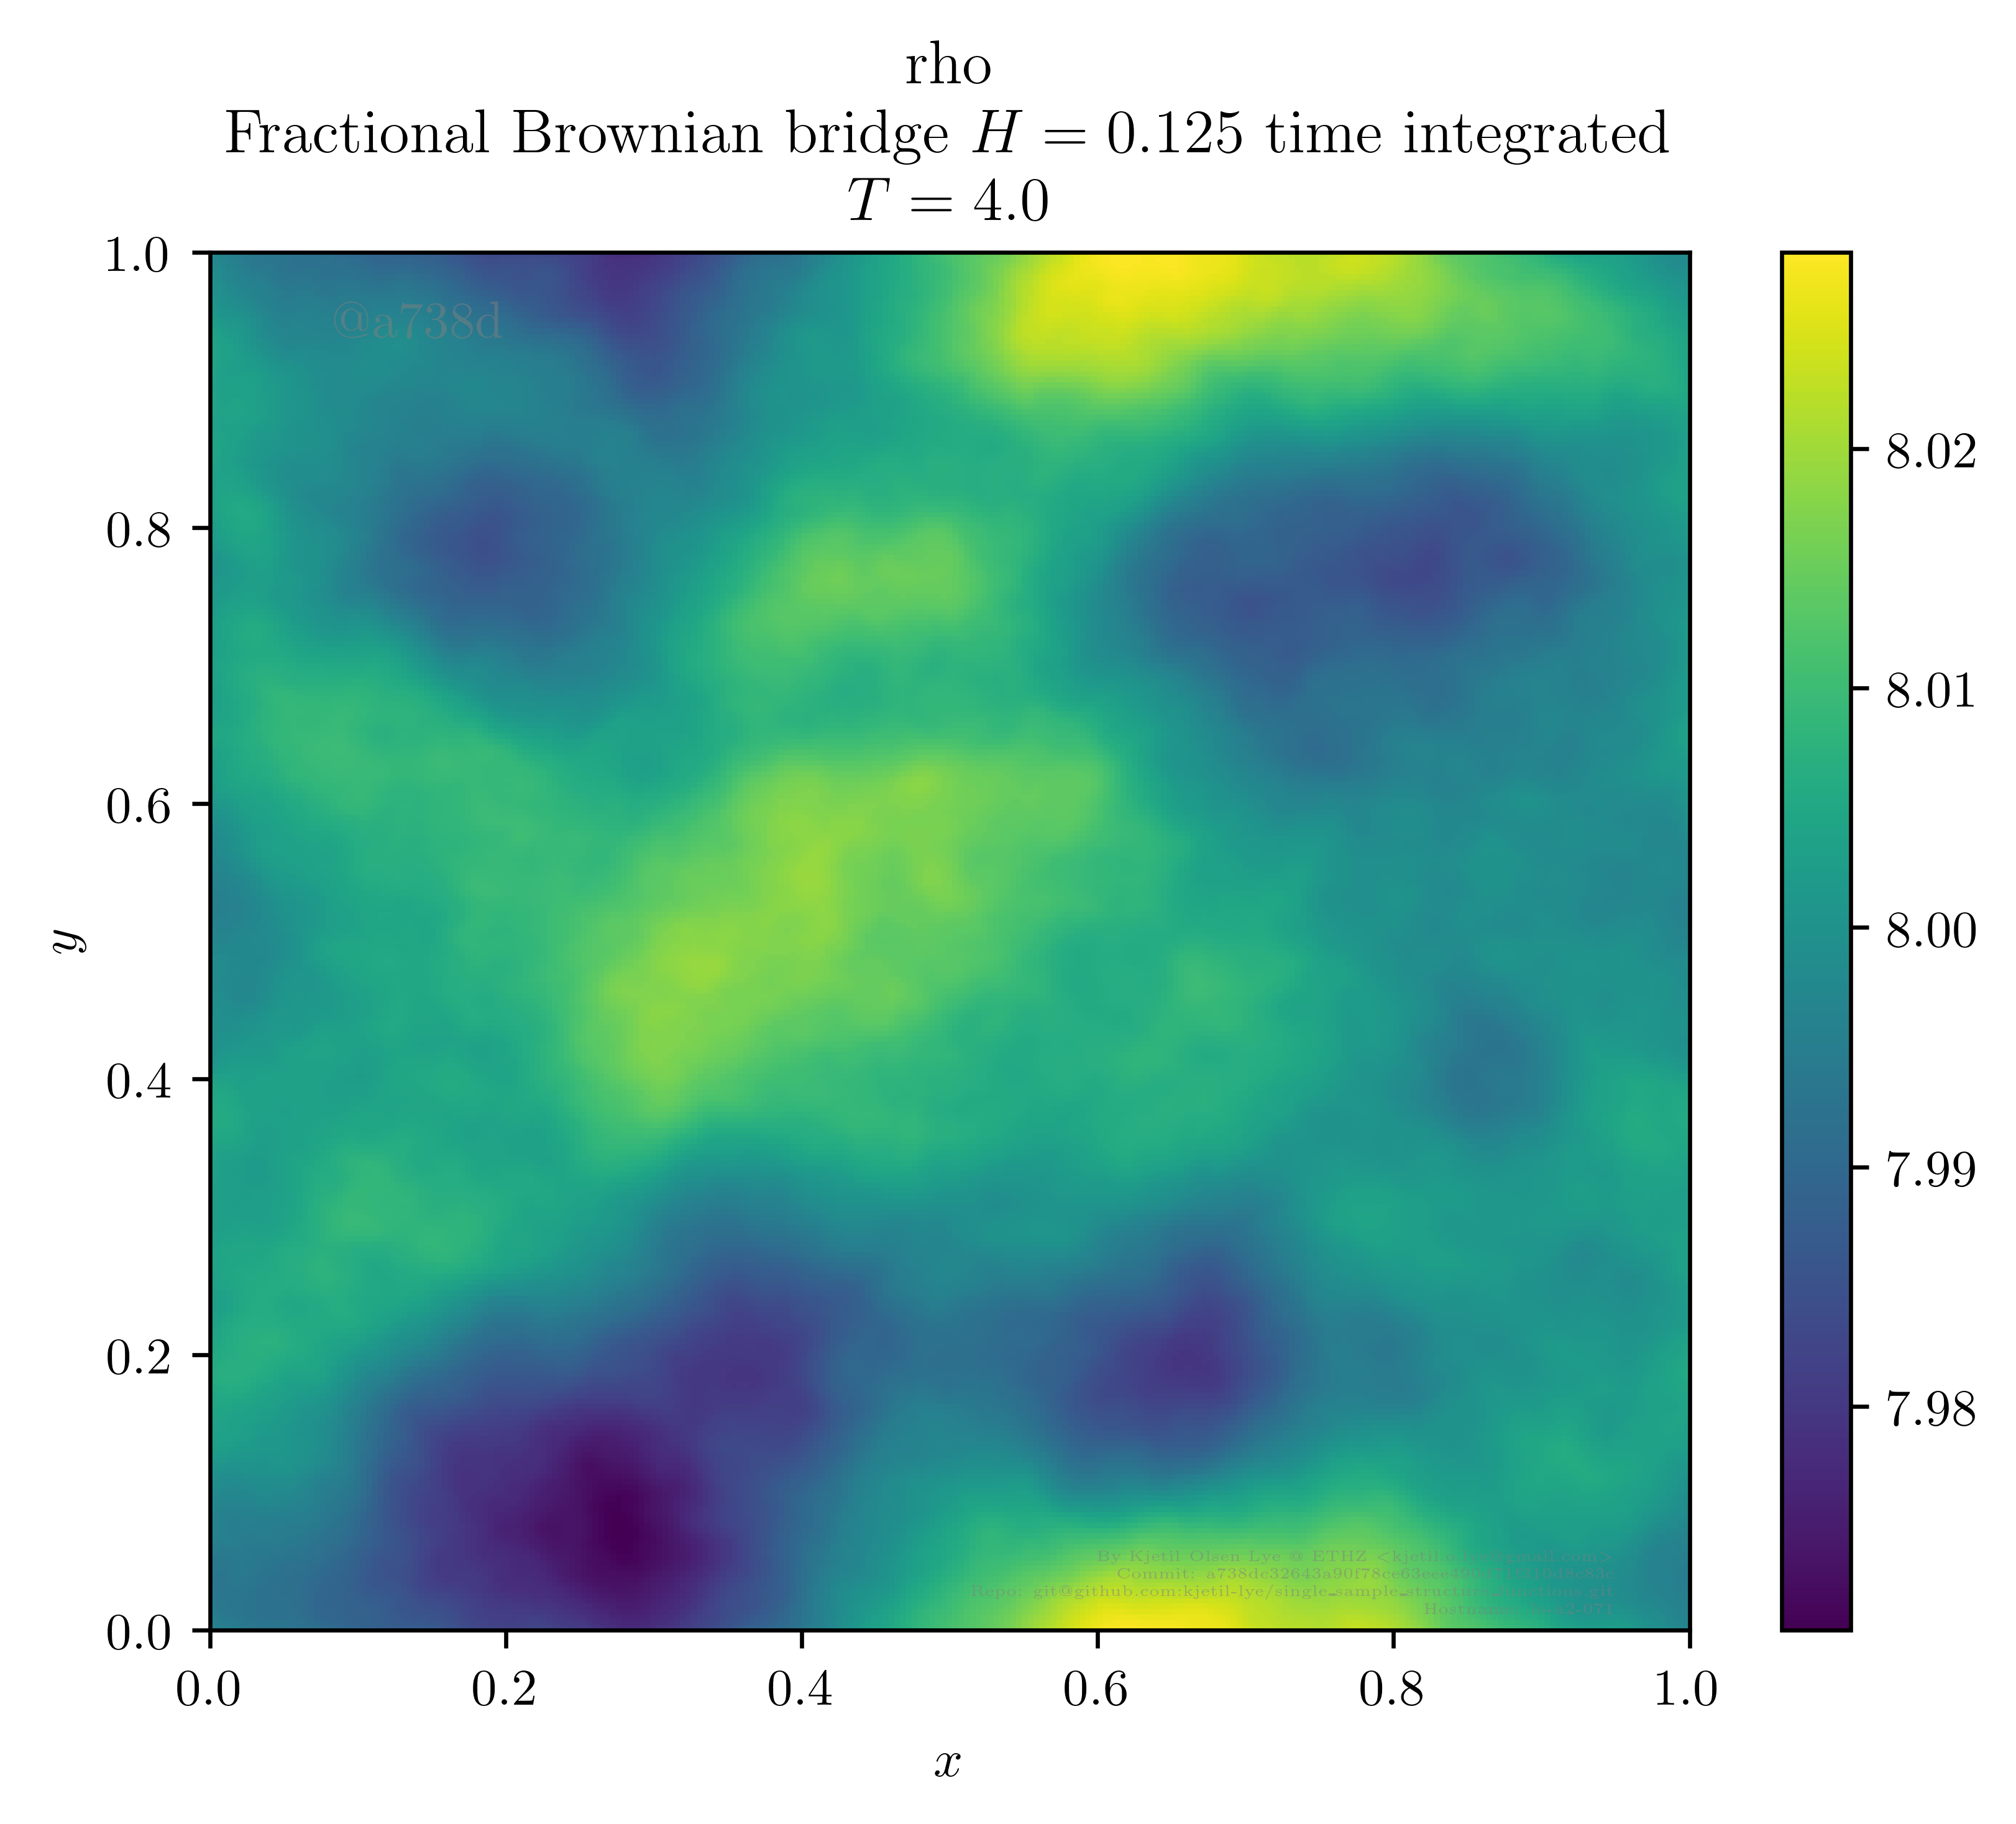 rho
Fractional Brownian bridge H = 0.125 time integrated
T = 4.0
1.0
@a738d
8.02
0.8
8.01
0.6
y
8.00
0.4
7.99
0.2
7.98
By Kjetil Olsen Lye @ ETHZ
Commit:
Repo:
0.0
0.0 0.2 0.4 0.6 0.8 1.0
x